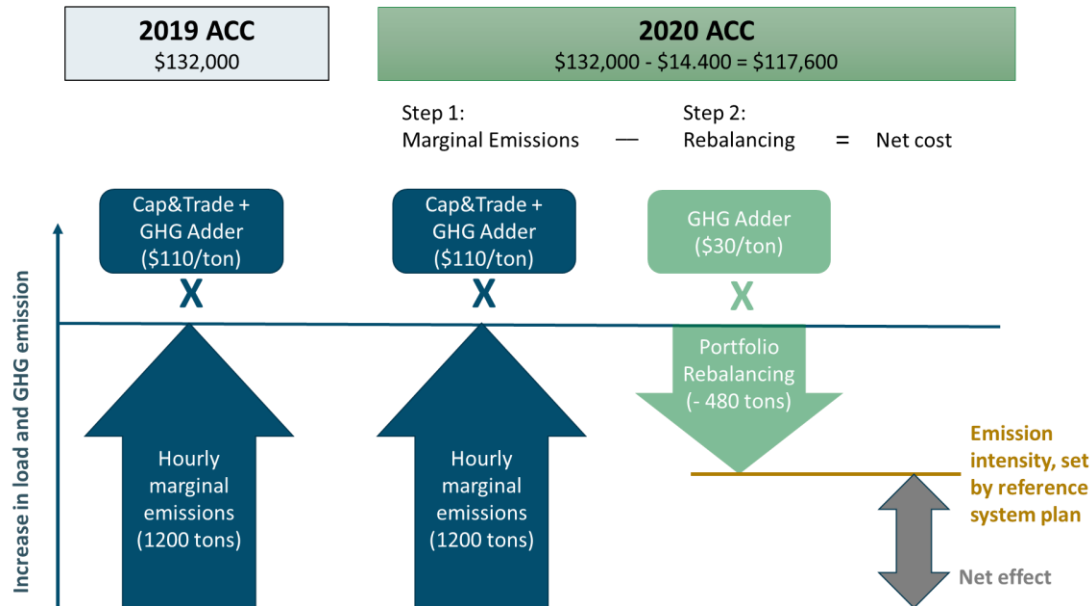 2019 ACC
$132,000
2020 ACC
$132,000 - $14.400 = $117,600
Step 1:
Marginal Emissions
—
Step 2:
Rebalancing
=
Net cost
Cap&Trade +
GHG Adder
($110/ton)
X
Cap&Trade +
GHG Adder
($110/ton)
X
GHG Adder
($30/ton)
X
Increase in load and GHG emission
Hourly
marginal
emissions
(1200 tons)
Hourly
marginal
emissions
(1200 tons)
Portfolio
Rebalancing
(- 480 tons)
Emission
intensity, set
by reference
system plan
Net effect